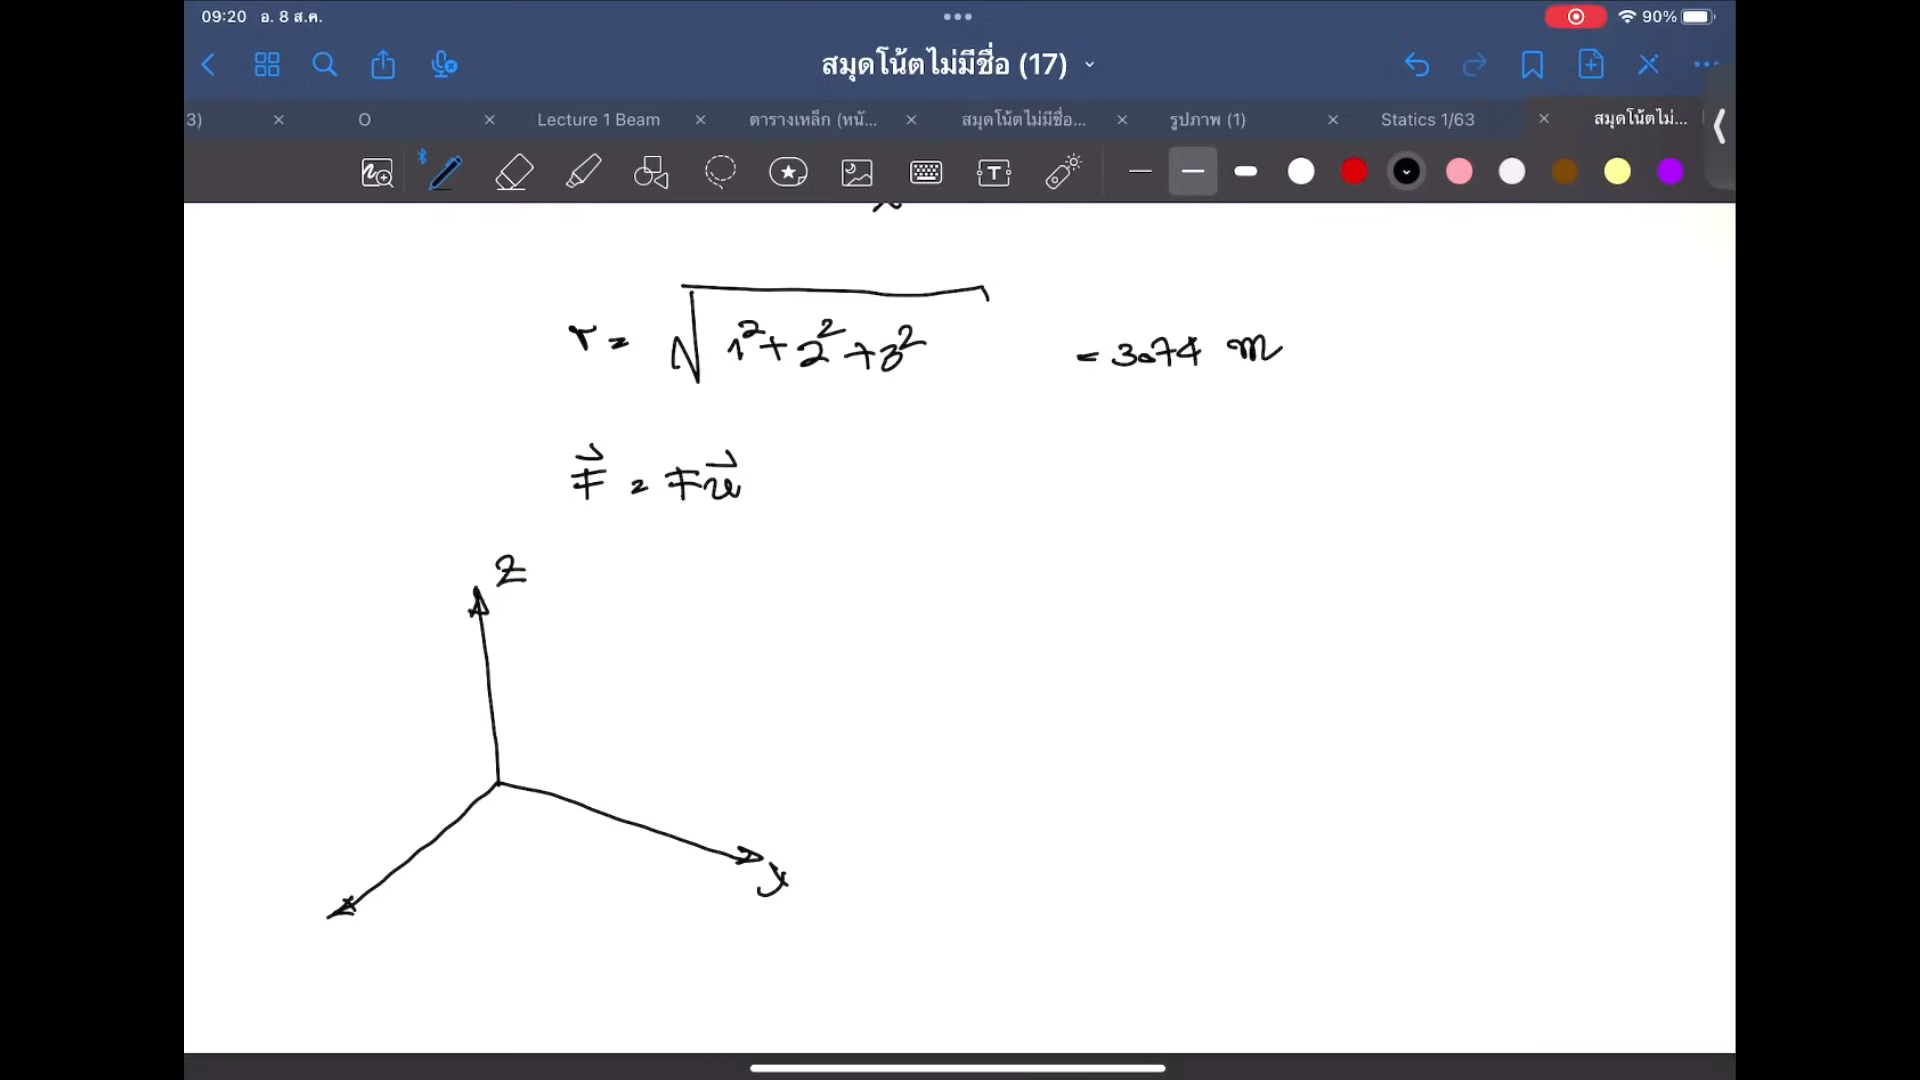 09:20 อ. 8 ส.ค.
90%
สมุดโน้ตไม่มีชื่อ (17)
3)
O
Lecture 1 Beam
ตารางเหล็ก (หนั...
สมุดโน้ตไม่มีชื่อ...
รูปภาพ (1)
Statics 1/63
สมุดโน้ตไม่...
T
r = √1²+2²+3² = 3.74 m
F⃗ = Fu⃗
Z
y